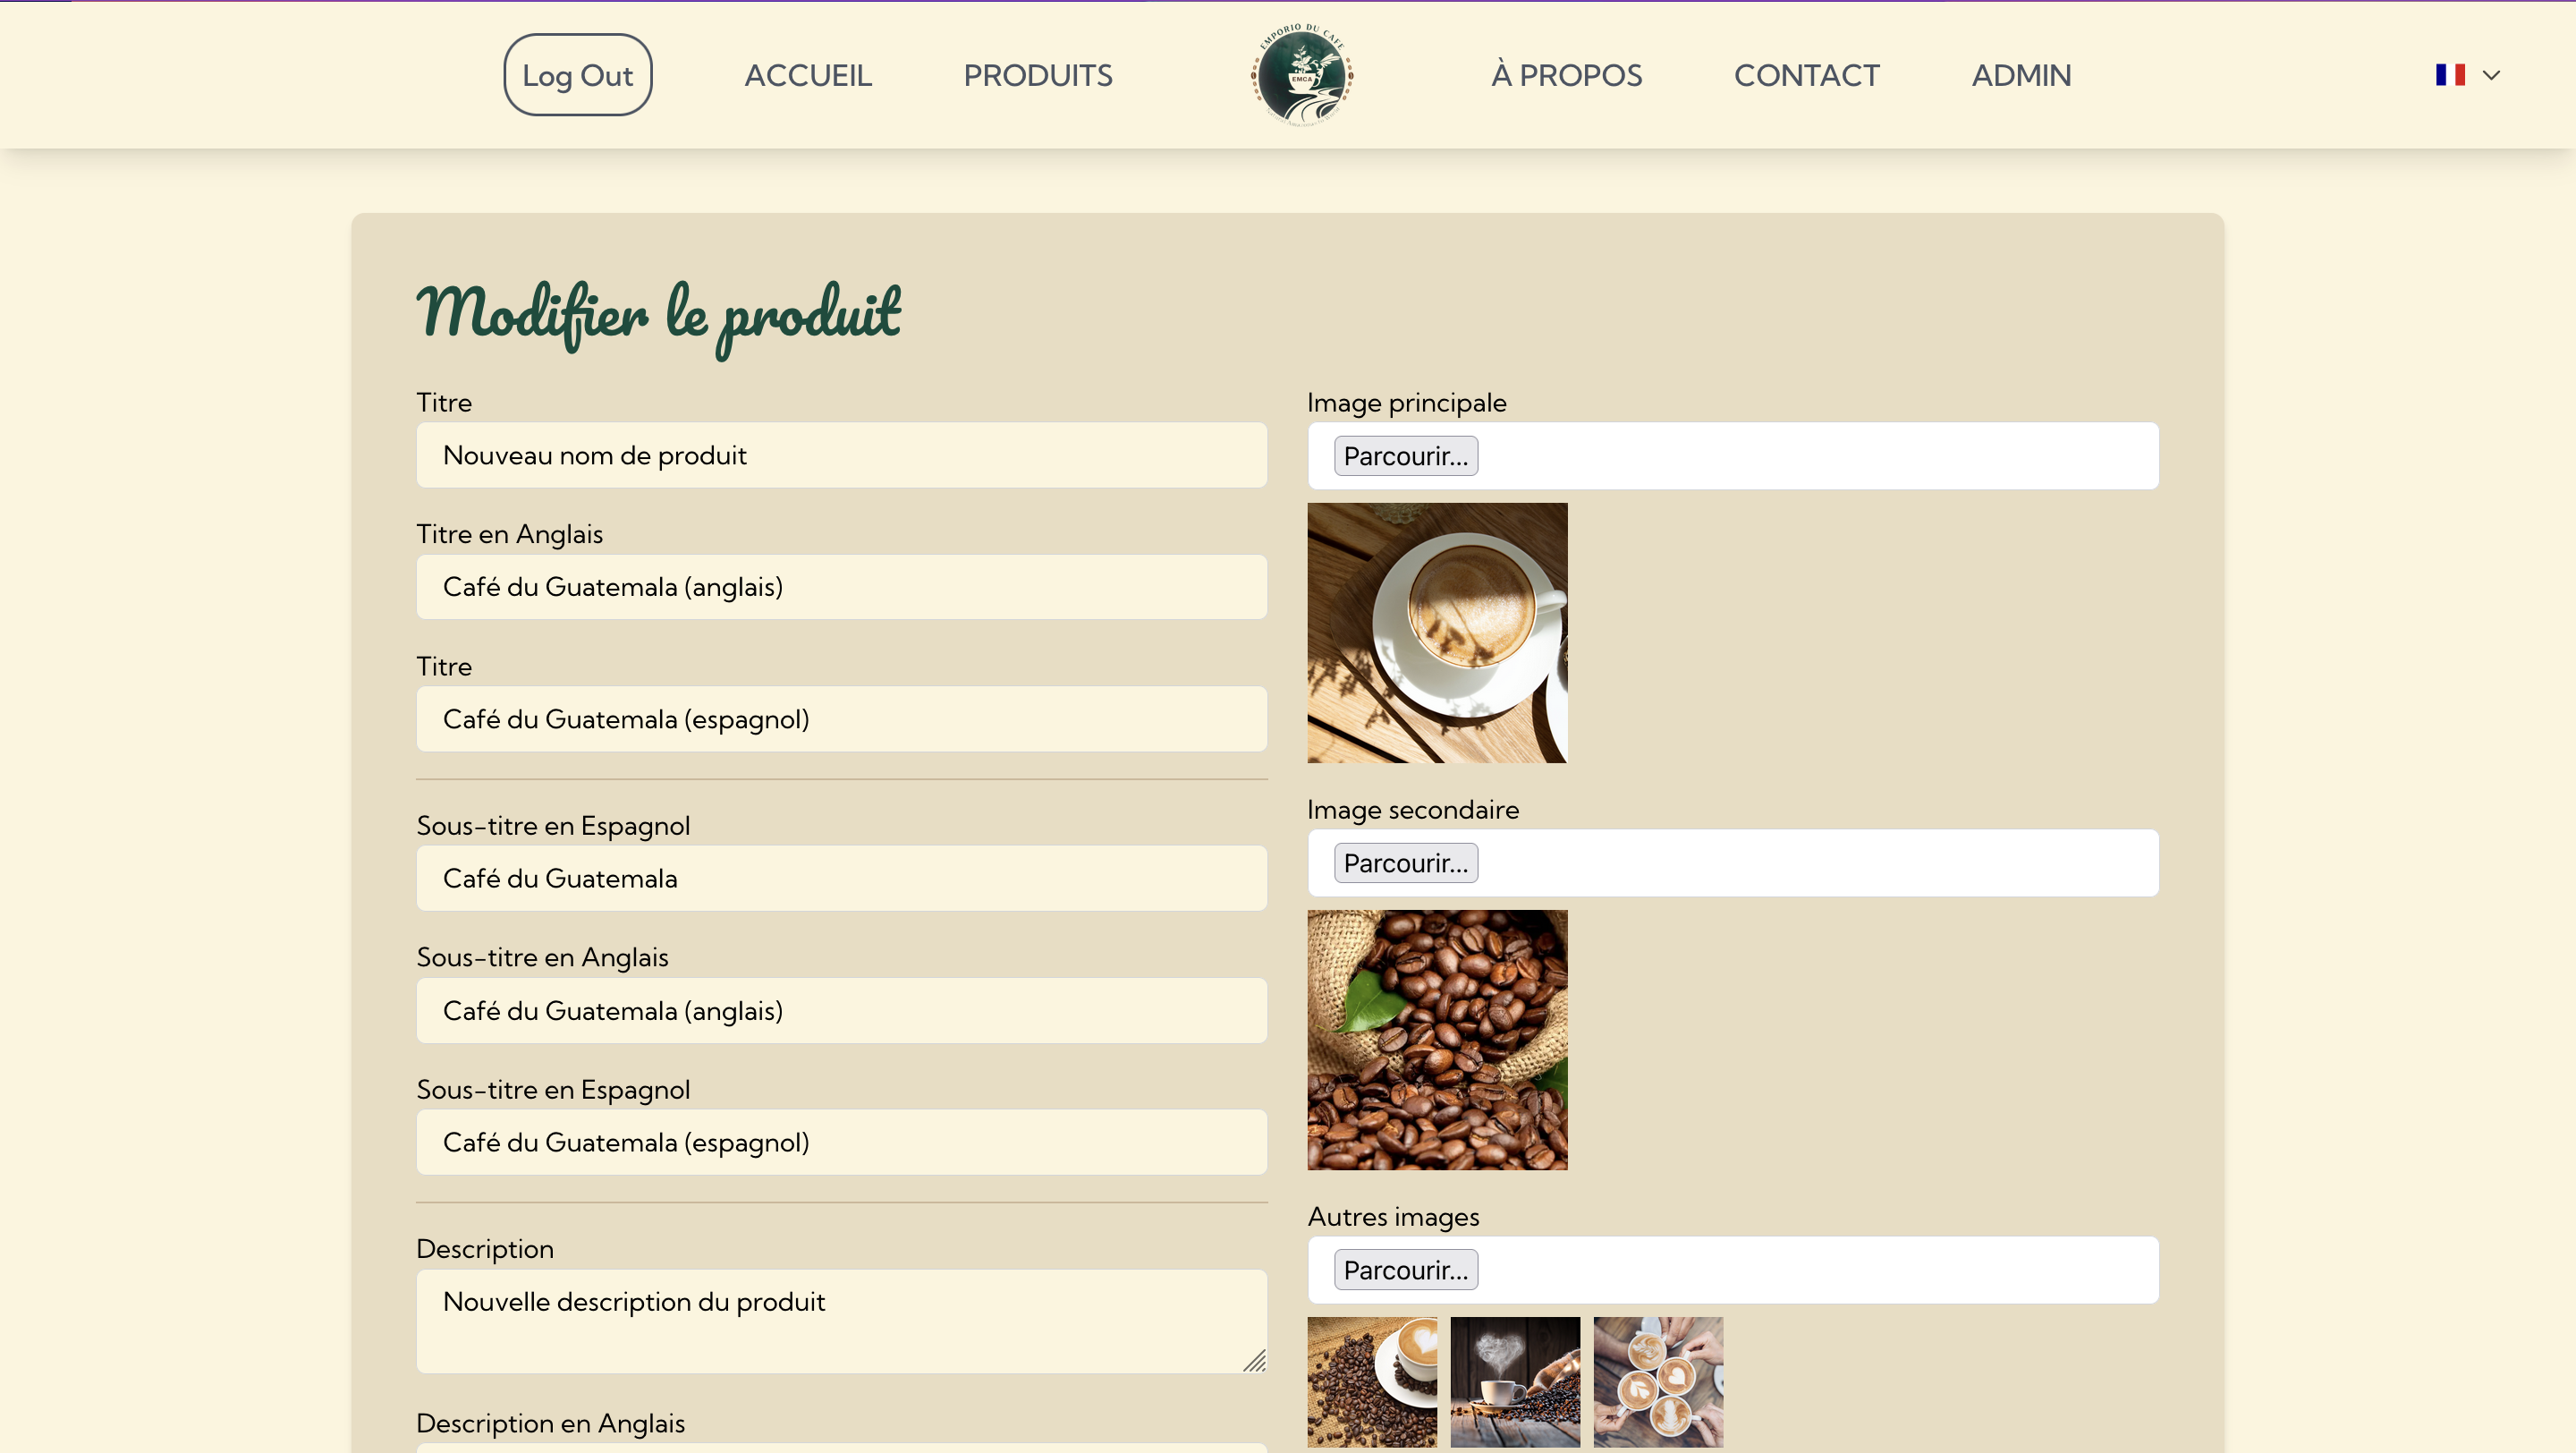 Log Out
ACCUEIL
PRODUITS
EMPORIO DU CAFÉ
EMCA
À PROPOS
CONTACT
ADMIN
Modifier le produit
Titre
Nouveau nom de produit
Titre en Anglais
Café du Guatemala (anglais)
Titre
Café du Guatemala (espagnol)
Sous-titre en Espagnol
Café du Guatemala
Sous-titre en Anglais
Café du Guatemala (anglais)
Sous-titre en Espagnol
Café du Guatemala (espagnol)
Description
Nouvelle description du produit
Description en Anglais
Image principale
Parcourir...
Image secondaire
Parcourir...
Autres images
Parcourir...